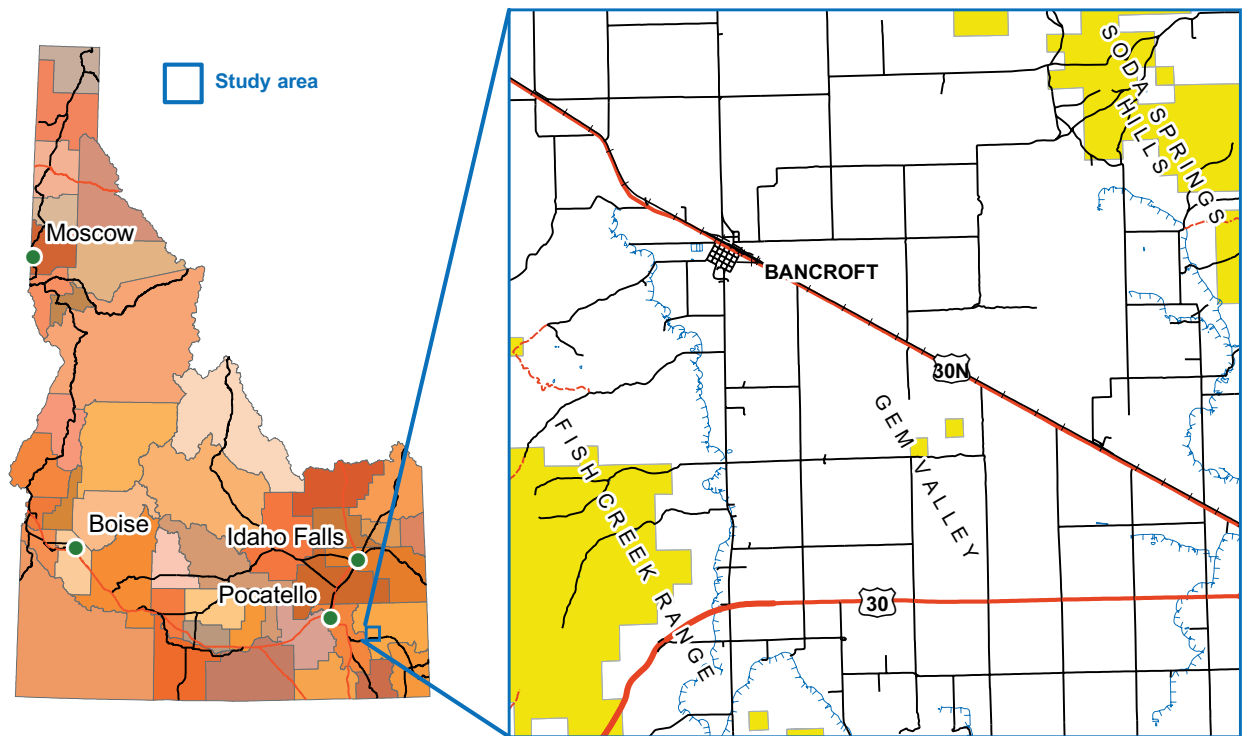 Study area
Moscow
Boise
Idaho Falls
Pocatello
SODA SPRINGS
HILLS
BANCROFT
30N
GEM VALLEY
FISH CREEK RANGE
30